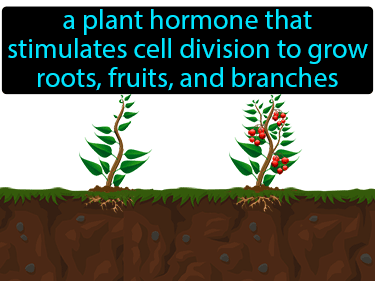 a plant hormone that
stimulates cell division to grow
roots, fruits, and branches